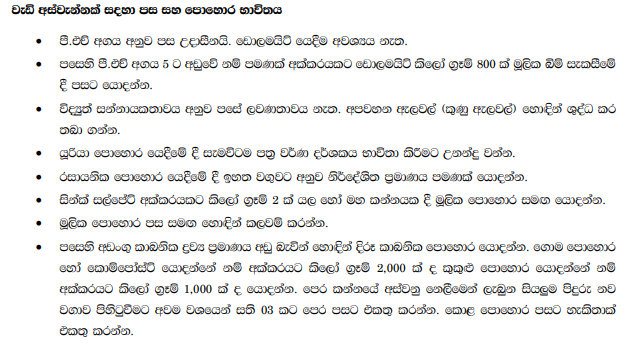 වැඩි අස්වැන්නක් සදහා පස සහ පොහොර භාවිතය
• පී.එච් අගය අනුව පස උදාසීනයි. ඩොලමයිට් යෙදීම අවශ්‍යය නැත.
• පසෙහි පී.එච් අගය 5 ට අඩුවේ නම් පමණක් අක්කරයකට ඩොලමයිට් කිලෝ ග්‍රෑම් 800 ක් මූලික බිම් සැකසීමේ
දී පසට යොදන්න.
• විද්‍යුත් සන්නායකතාවය අනුව පසේ ලවණතාවය නැත. අපවහන ඇලවල් (කුණු ඇලවල්) හොඳින් ශුද්ධ කර
තබා ගන්න.
• යූරියා පොහොර යෙදීමේ දී සැමවිටම පත්‍ර වර්ණ දර්ශකය භාවිතා කිරීමට උනන්දු වන්න.
• රසායනික පොහොර යෙදීමේ දී ඉහත වගුවට අනුව නිර්දේශිත ප්‍රමාණය පමණක් යොදන්න.
• සින්ක් සල්පේට් අක්කරයකට කිලෝ ග්‍රෑම් 2 ක් යල හෝ මහ කන්නයක දී මූලික පොහොර සමඟ යොදන්න.
• මූලික පොහොර පස සමඟ හොඳින් කලවම් කරන්න.
• පසෙහි අඩංගු කාබනික ද්‍රව්‍ය ප්‍රමාණය අඩු බැවින් හොඳින් දිරූ කාබනික පොහොර යොදන්න. ගොම පොහොර
හෝ කොම්පෝස්ට් යොදන්නේ නම් අක්කරයට කිලෝ ග්‍රෑම් 2,000 ක් ද කුකුළු පොහොර යොදන්නේ නම්
අක්කරයට කිලෝ ග්‍රෑම් 1,000 ක් ද යොදන්න. පෙර කන්නයේ අස්වනු නෙලීමෙන් ලැබුන සියලුම පිදුරු නව
වගාව පිහිටුවීමට අවම වශයෙන් සති 03 කට පෙර පසට එකතු කරන්න. කොළ පොහොර පසට හැකිතාක්
එකතු කරන්න.